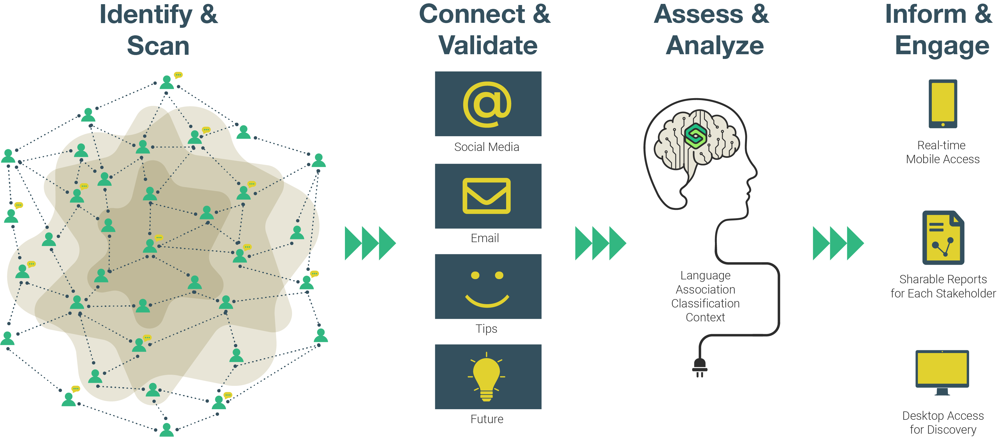 Identify &
Scan
Connect &
Validate
Assess &
Analyze
Inform &
Engage
Social Media
Email
Tips
Future
Language
Association
Classification
Context
Real-time
Mobile Access
Sharable Reports
for Each Stakeholder
Desktop Access
for Discovery